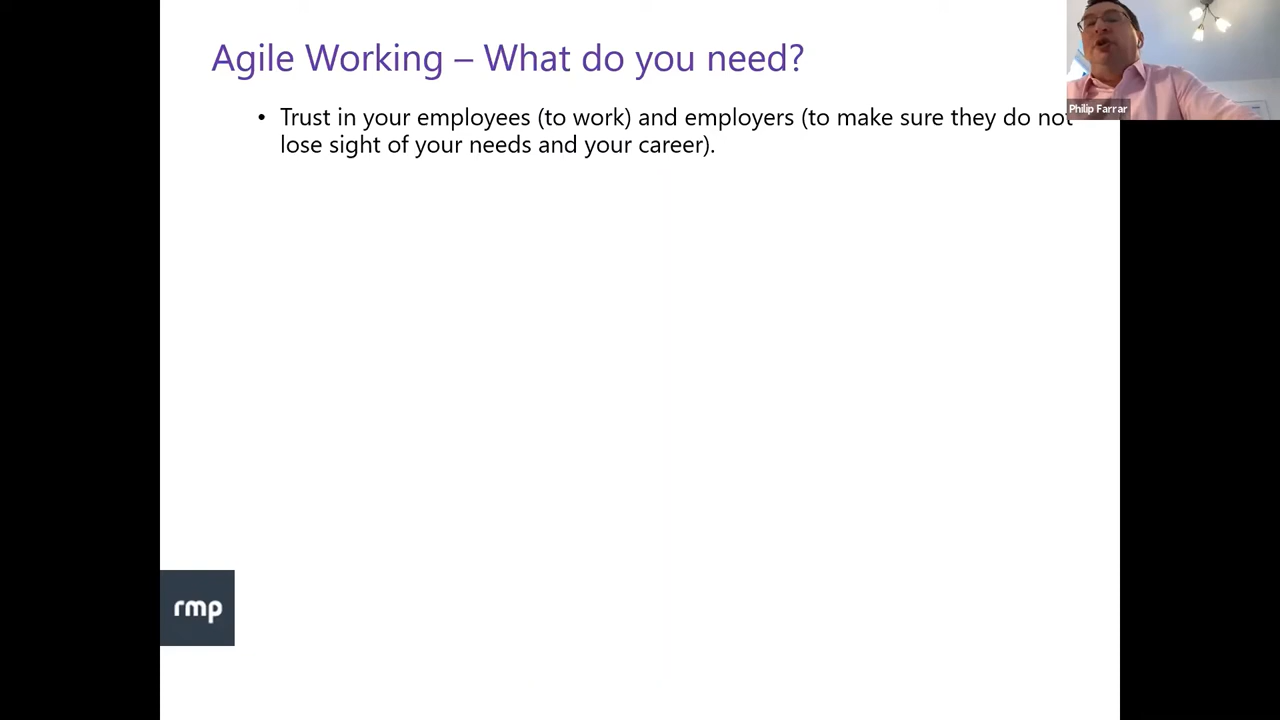 Agile Working – What do you need?
• Trust in your employees (to work) and employers (to make sure they do not
lose sight of your needs and your career).
Philip Farrar
rmp